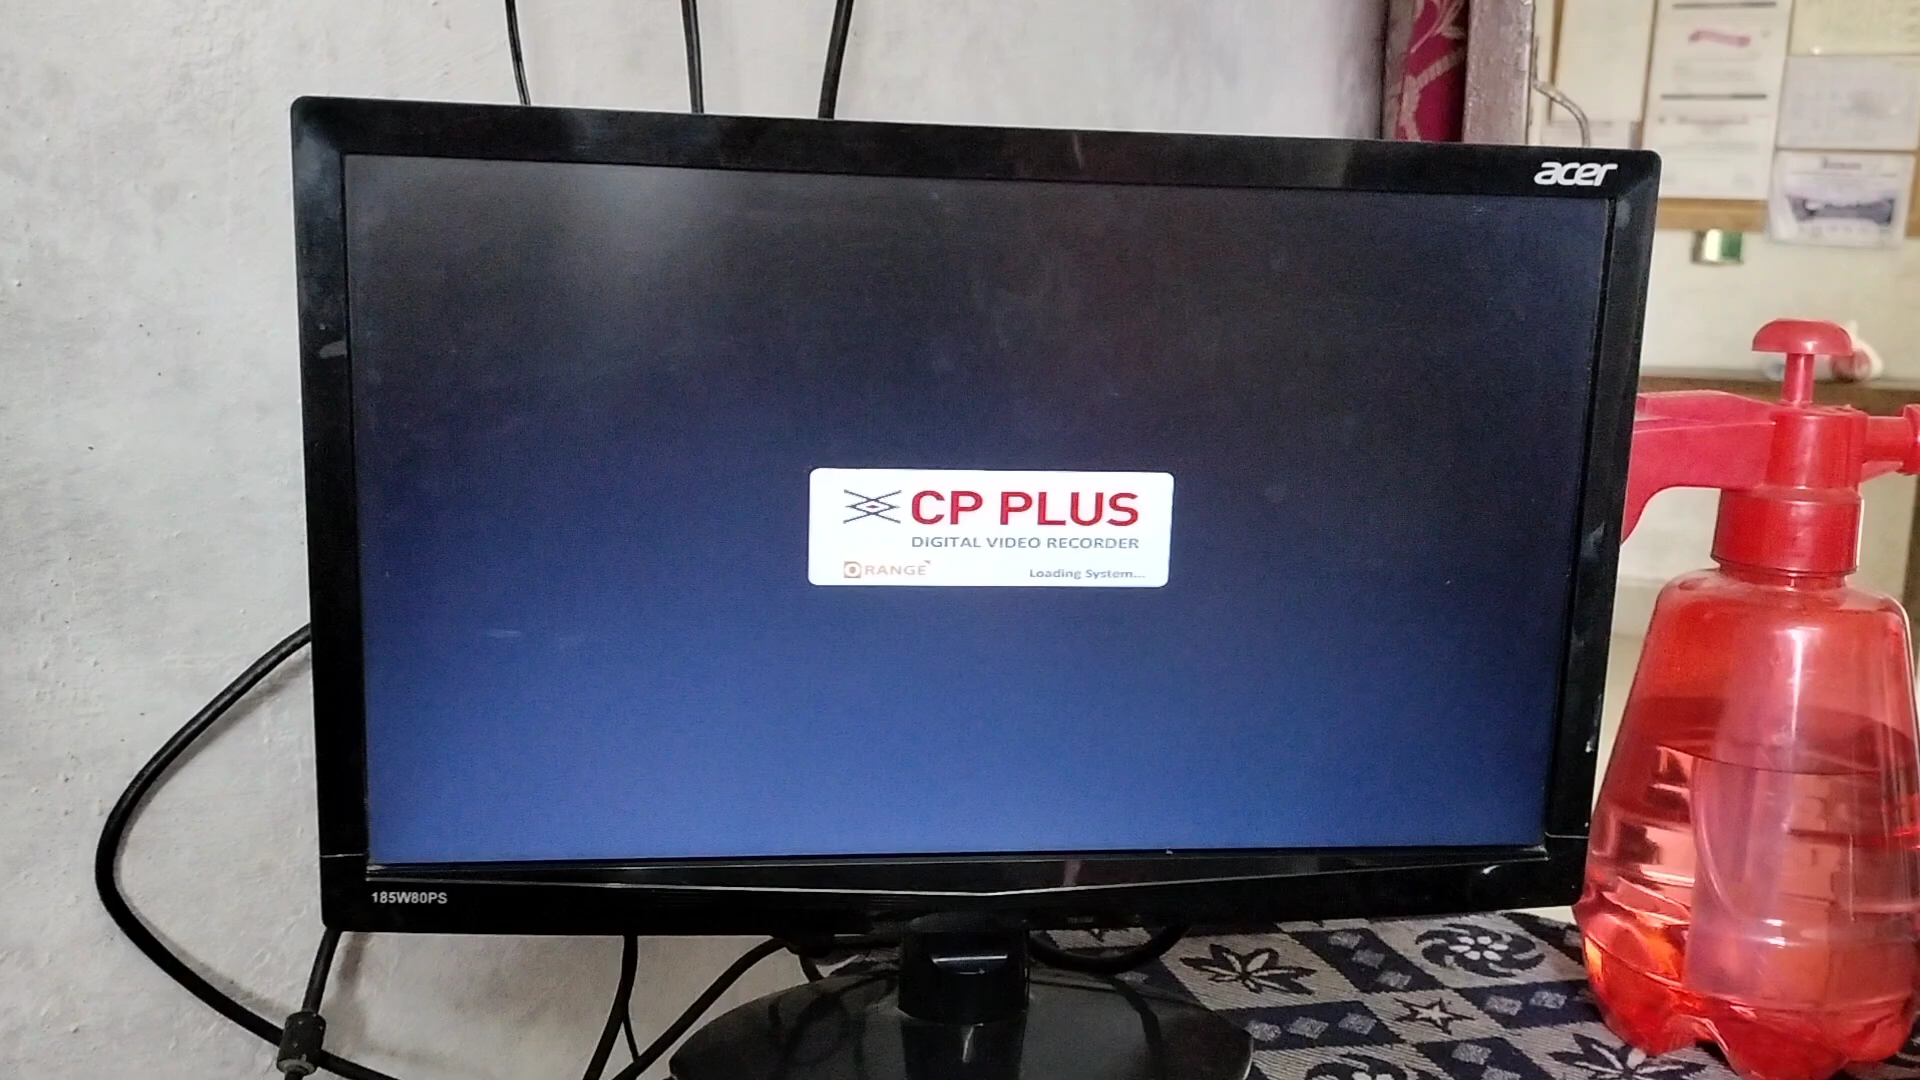 acer
CP PLUS
DIGITAL VIDEO RECORDER
ORANGE
Loading System...
185W80PS